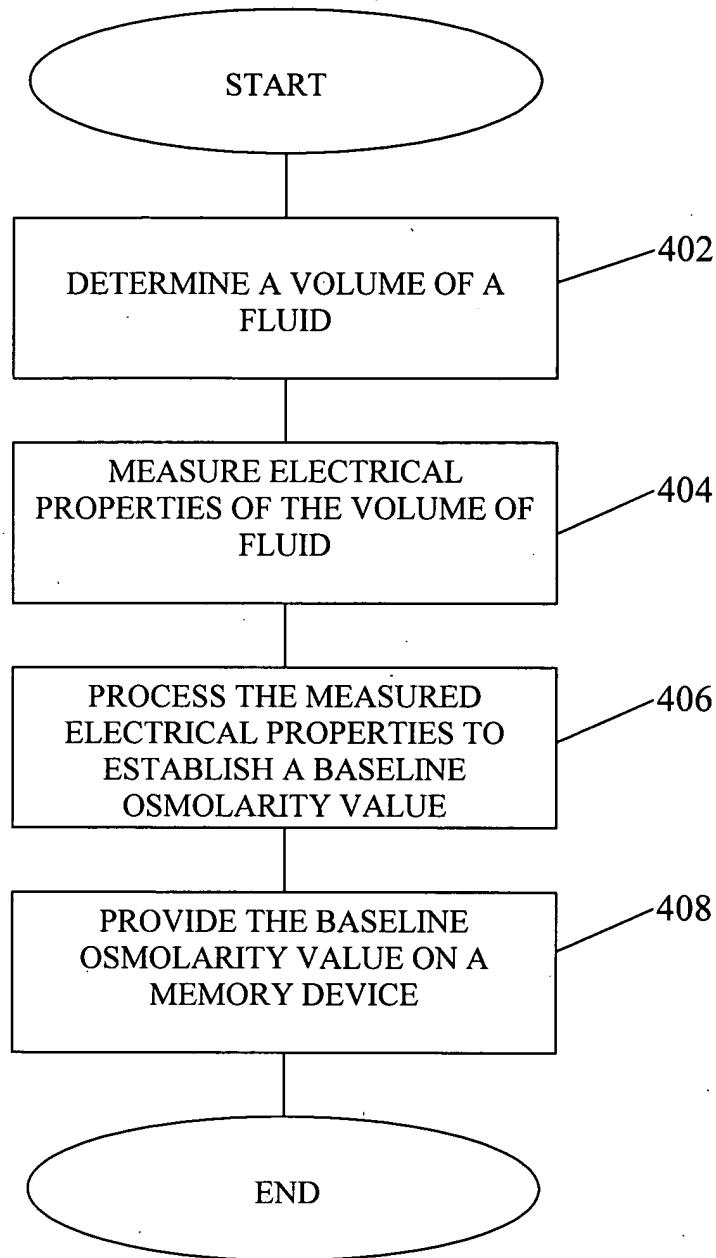 START
402
DETERMINE A VOLUME OF A
FLUID
MEASURE ELECTRICAL
PROPERTIES OF THE VOLUME OF
FLUID
404
PROCESS THE MEASURED
ELECTRICAL PROPERTIES TO
ESTABLISH A BASELINE
OSMOLARITY VALUE
406
PROVIDE THE BASELINE
OSMOLARITY VALUE ON A
MEMORY DEVICE
408
END